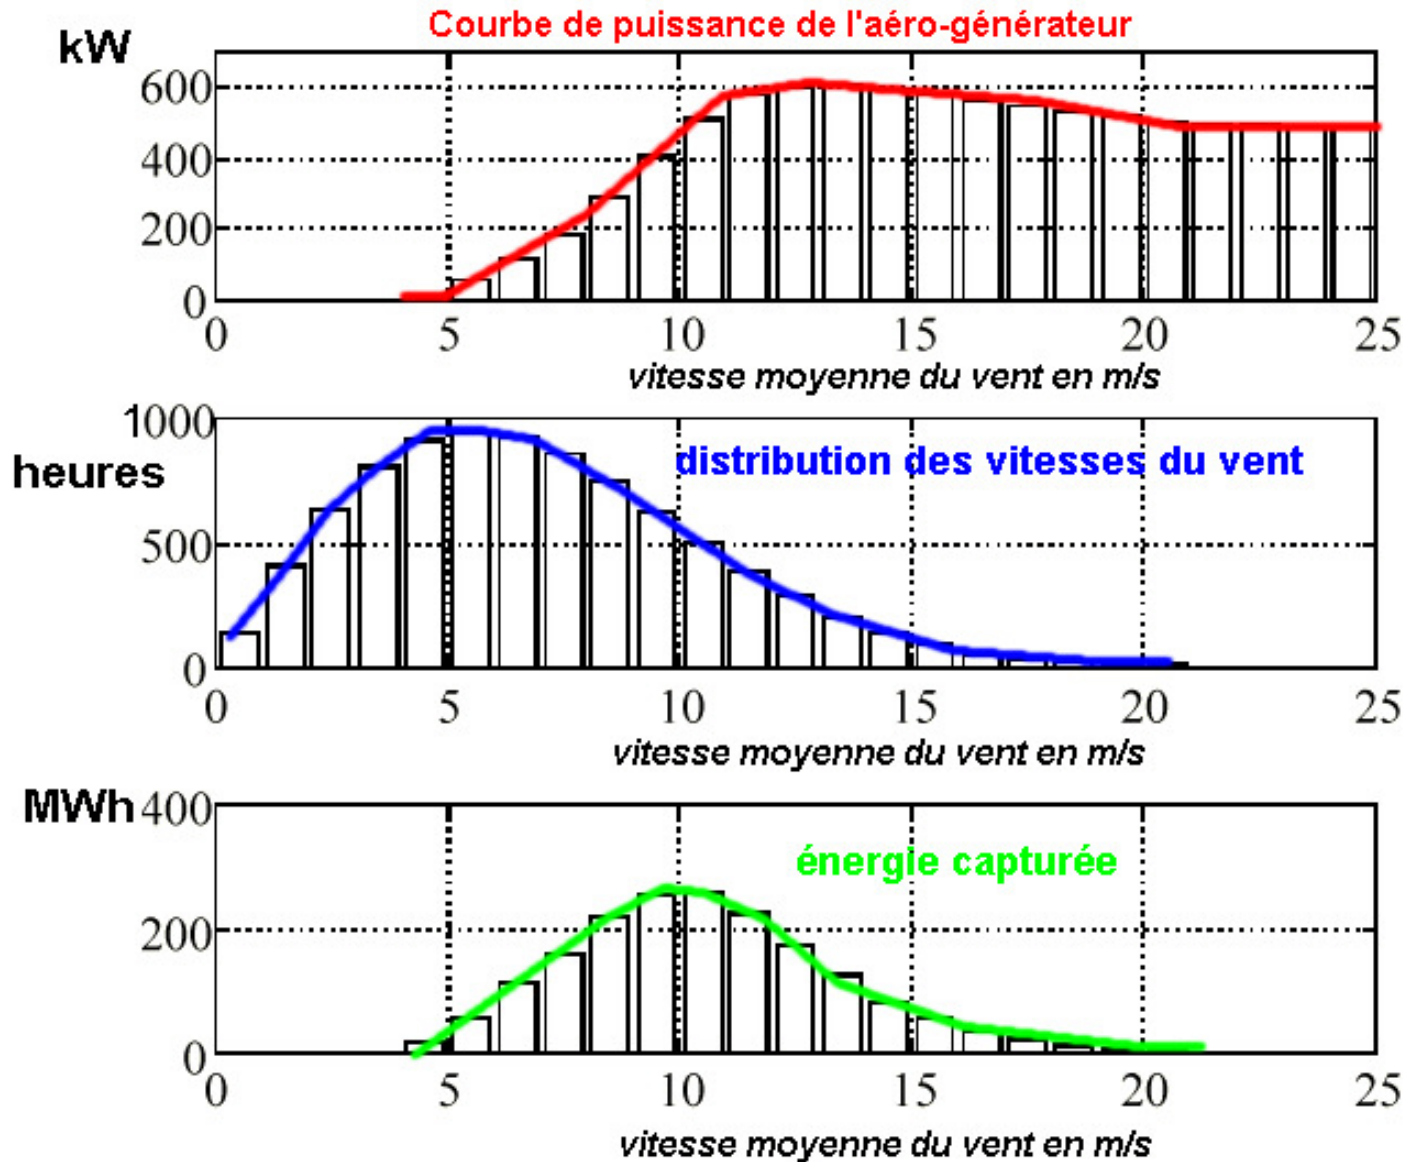 Courbe de puissance de l'aéro-générateur
kW
600
400
200
0
0 5 10 15 20 25
vitesse moyenne du vent en m/s
1000
heures
distribution des vitesses du vent
500
0
0 5 10 15 20 25
vitesse moyenne du vent en m/s
MWh 400
énergie capturée
200
0
0 5 10 15 20 25
vitesse moyenne du vent en m/s